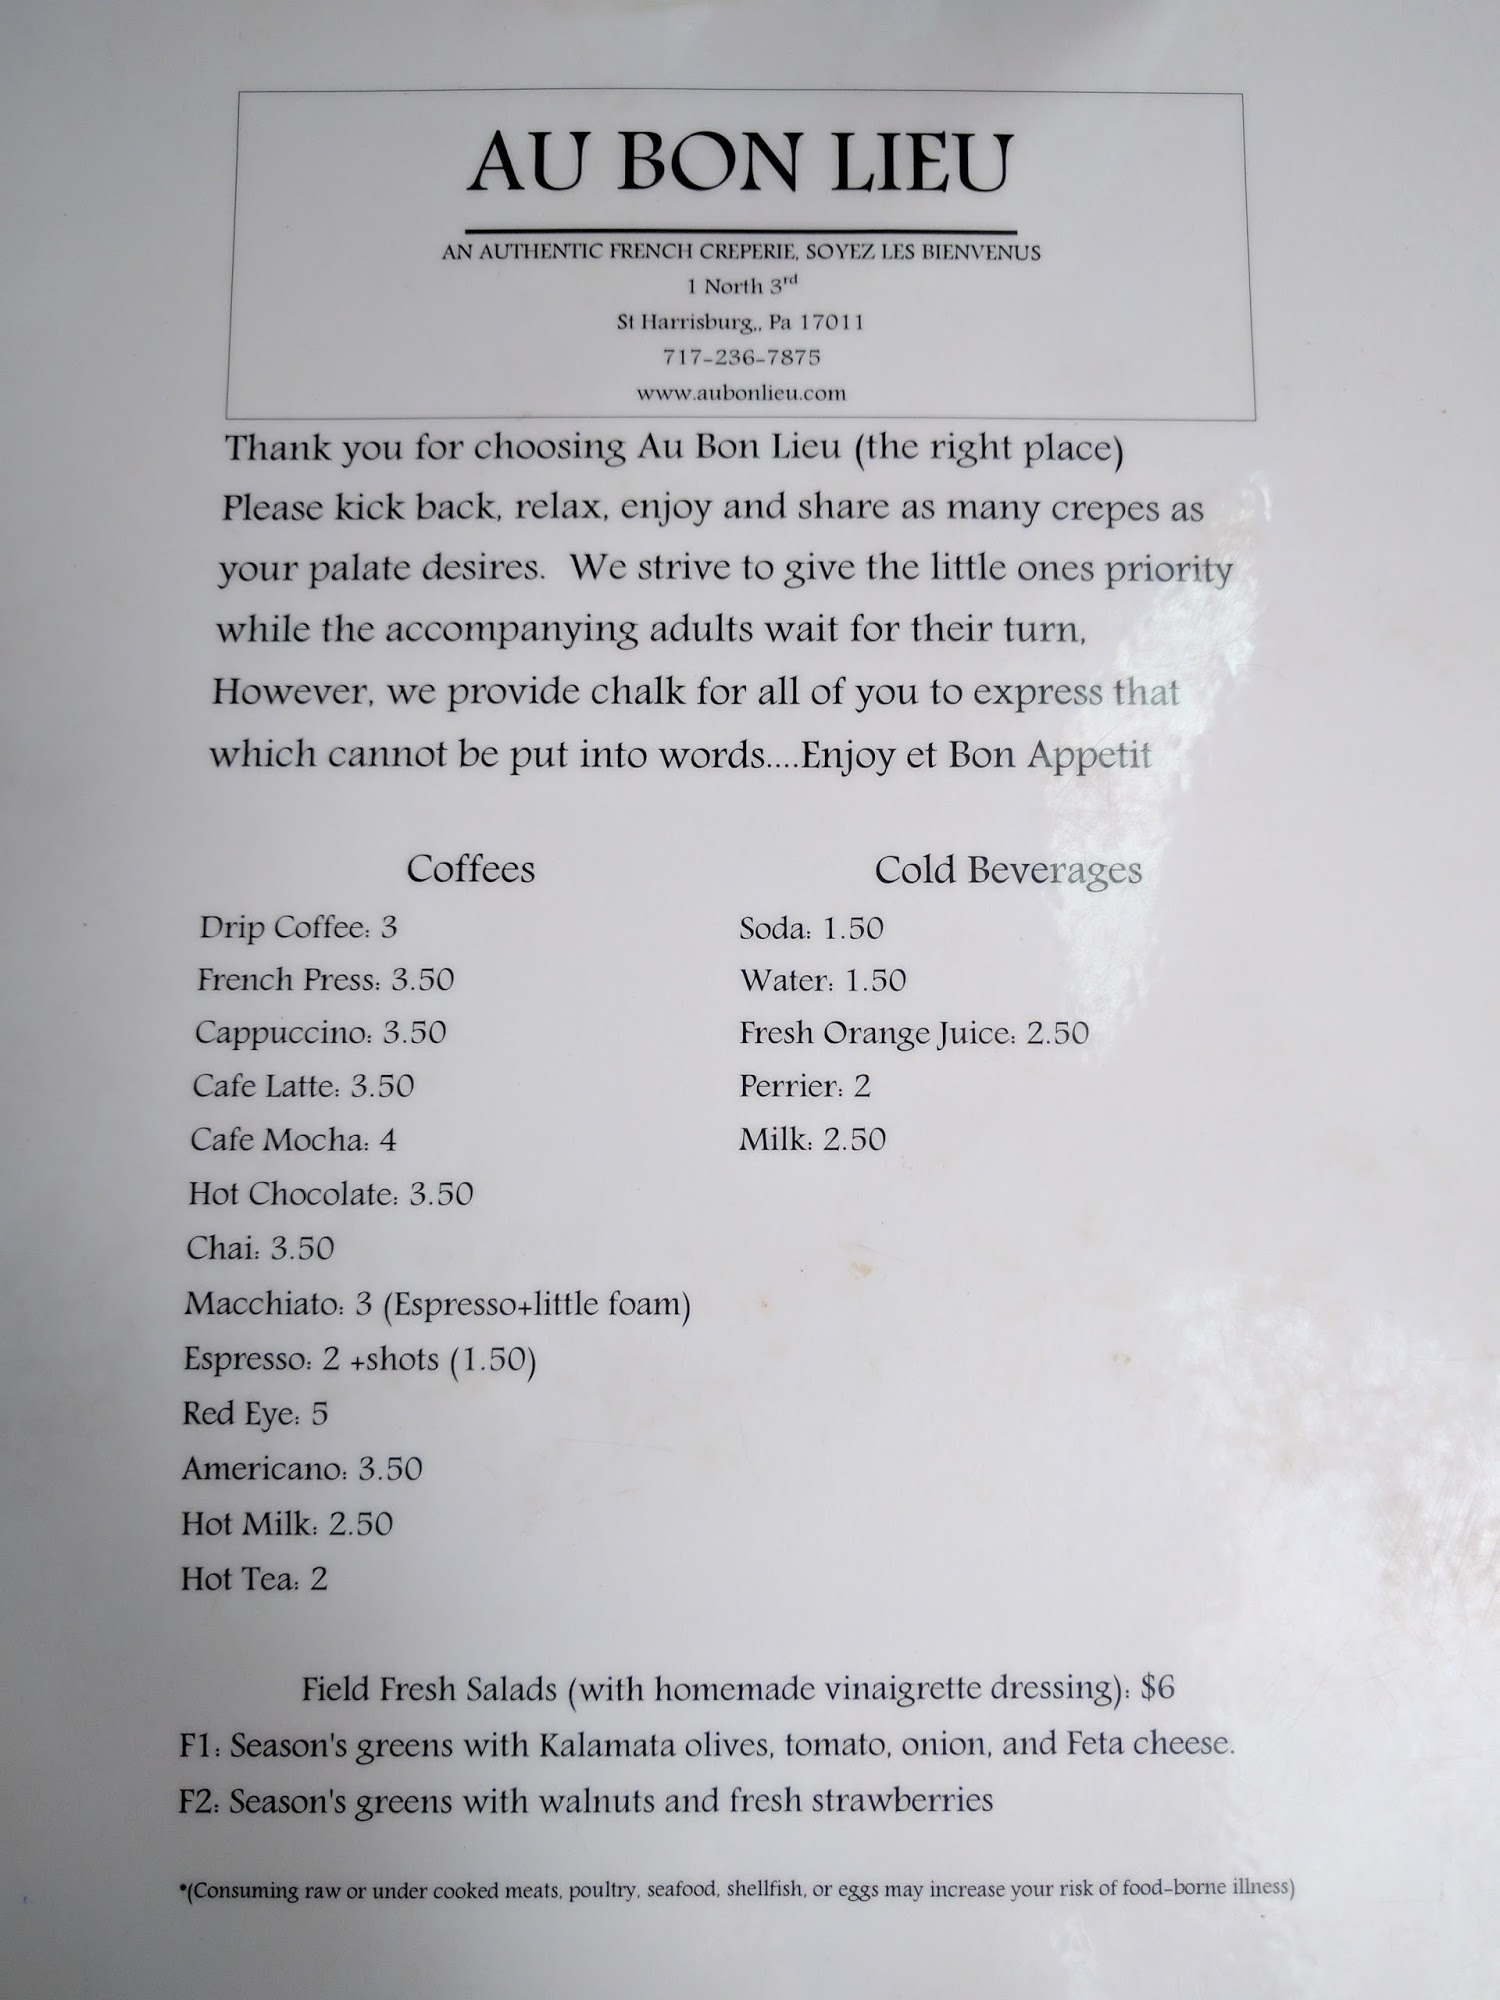 AU BON LIEU
AN AUTHENTIC FRENCH CREPERIE, SOYEZ LES BIENVENUS
1 North 3rd
St Harrisburg,, Pa 17011
717-236-7875
www.aubonlieu.com
Thank you for choosing Au Bon Lieu (the right place)
Please kick back, relax, enjoy and share as many crepes as
your palate desires. We strive to give the little ones priority
while the accompanying adults wait for their turn,
However, we provide chalk for all of you to express that
which cannot be put into words....Enjoy et Bon Appetit
Coffees
Drip Coffee: 3
French Press: 3.50
Cappuccino: 3.50
Cafe Latte: 3.50
Cafe Mocha: 4
Hot Chocolate: 3.50
Chai: 3.50
Macchiato: 3 (Espresso+little foam)
Espresso: 2 +shots (1.50)
Red Eye: 5
Americano: 3.50
Hot Milk: 2.50
Hot Tea: 2
Cold Beverages
Soda: 1.50
Water: 1.50
Fresh Orange Juice: 2.50
Perrier: 2
Milk: 2.50
Field Fresh Salads (with homemade vinaigrette dressing): $6
F1: Season's greens with Kalamata olives, tomato, onion, and Feta cheese.
F2: Season's greens with walnuts and fresh strawberries
*(Consuming raw or under cooked meats, poultry, seafood, shellfish, or eggs may increase your risk of food-borne illness)